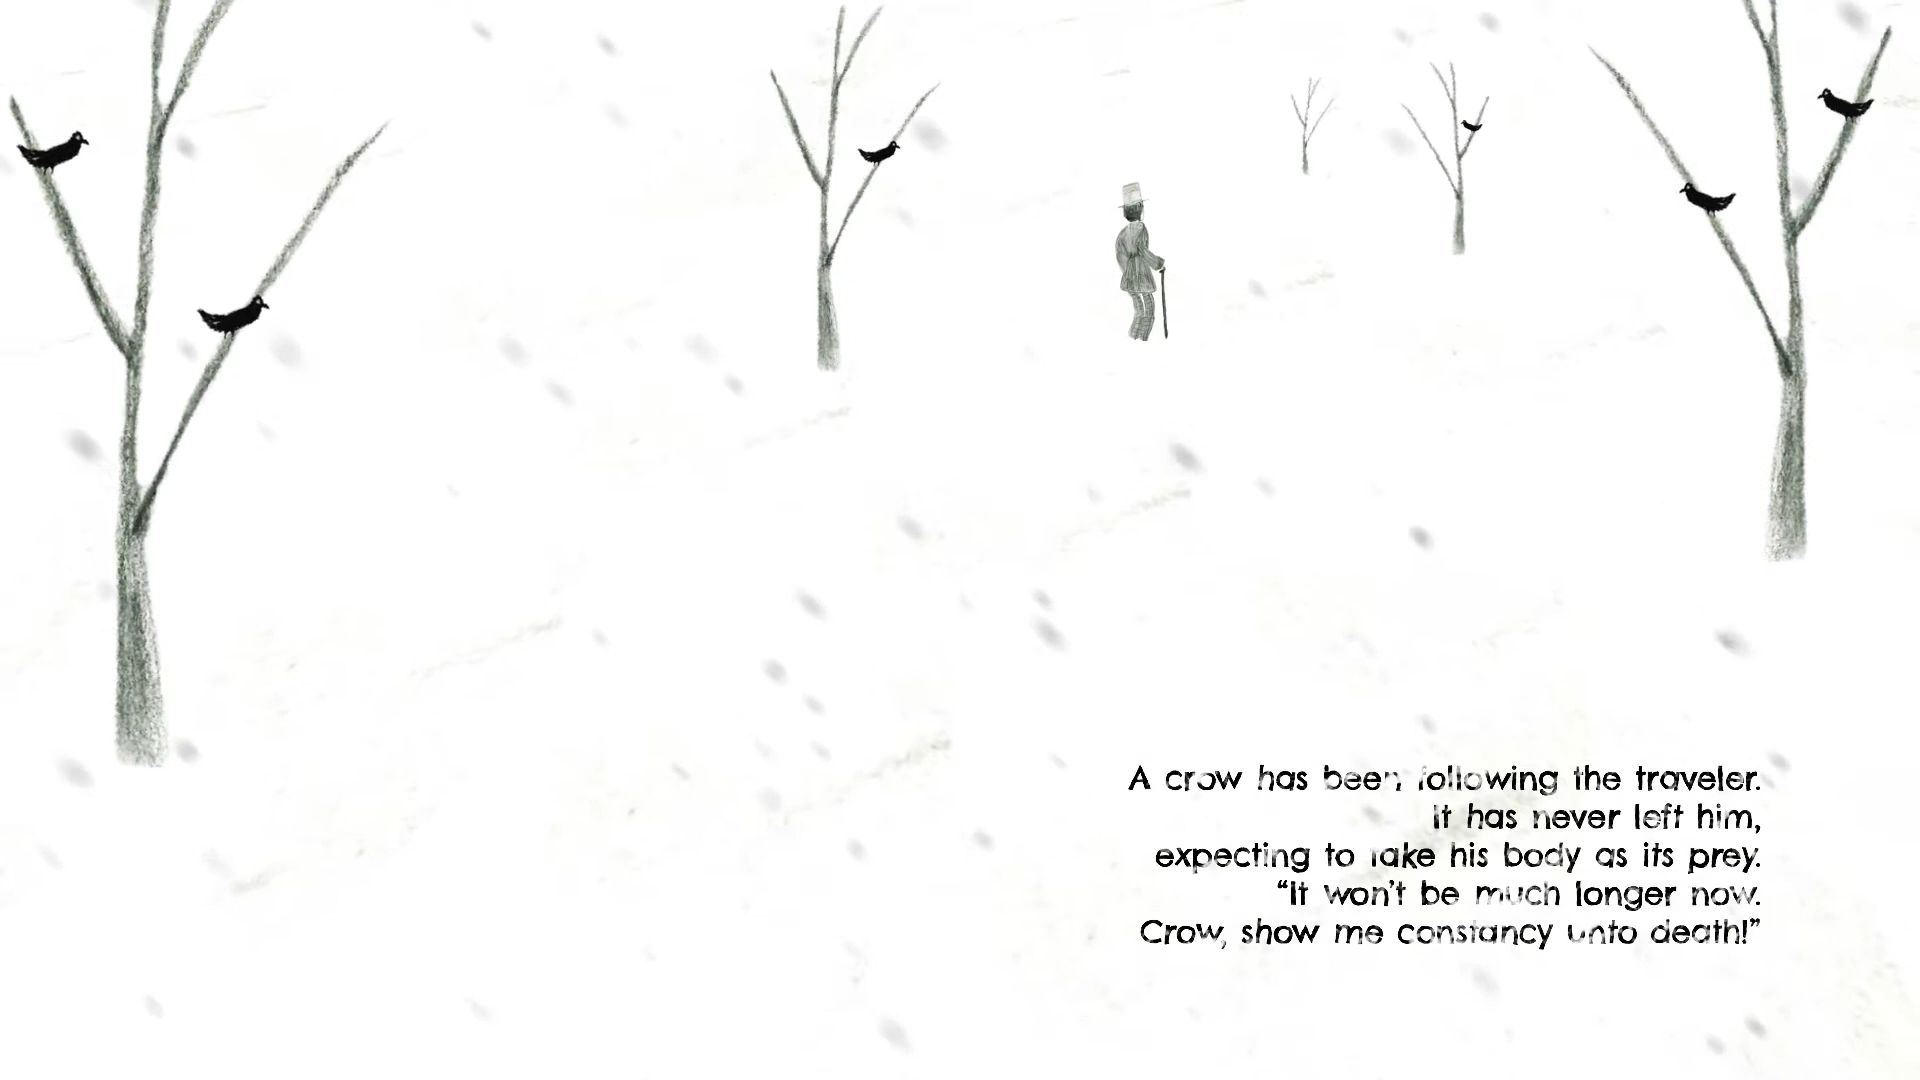 A crow has been following the traveler.
It has never left him,
expecting to take his body as its prey.
“It won’t be much longer now.
Crow, show me constancy unto death!”